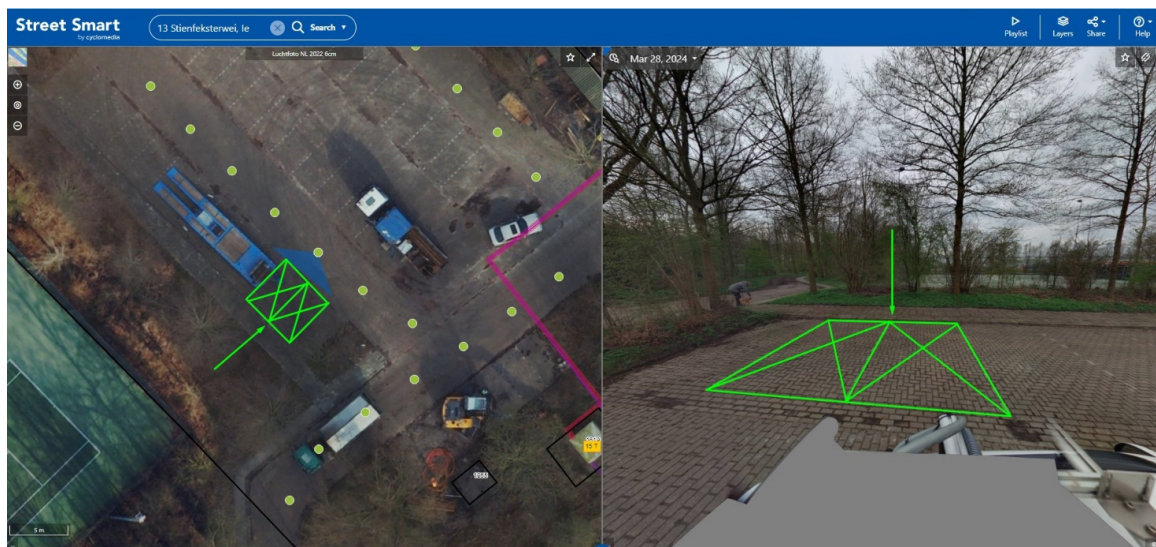 Street Smart
by cyclomedia
13 Stienfeksterwei, Ie
Search
Playlist
Layers
Share
Help
Luchtfoto NL 2022 6cm
Mar 28, 2024
15 T
5 m